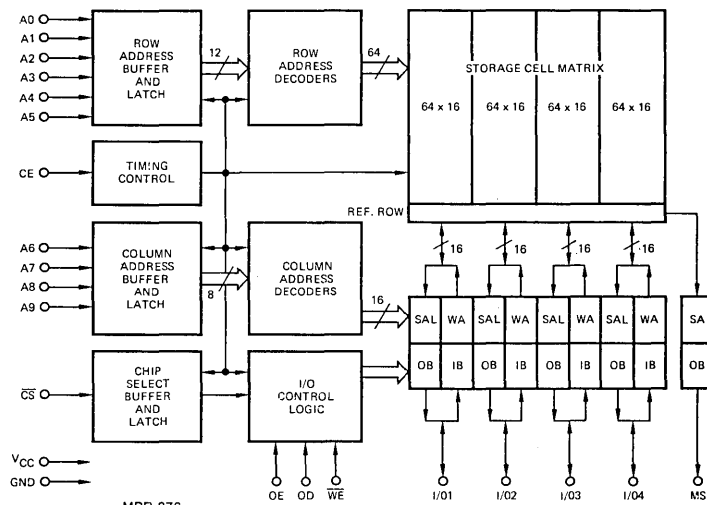 A0
A1
A2
A3
A4
A5
ROW
ADDRESS
BUFFER
AND
LATCH
12
ROW
ADDRESS
DECODERS
64
STORAGE CELL MATRIX
64 x 16
64 x 16
64 x 16
64 x 16
CE
TIMING
CONTROL
REF. ROW
16
16
16
16
A6
A7
A8
A9
COLUMN
ADDRESS
BUFFER
AND
LATCH
8
COLUMN
ADDRESS
DECODERS
16
SAL
WA
SAL
WA
SAL
WA
SAL
WA
SA
OB
IB
OB
IB
OB
IB
OB
IB
OB
CS
CHIP
SELECT
BUFFER
AND
LATCH
I/O
CONTROL
LOGIC
VCC
GND
OE
OD
WE
I/01
I/02
I/03
I/04
MS